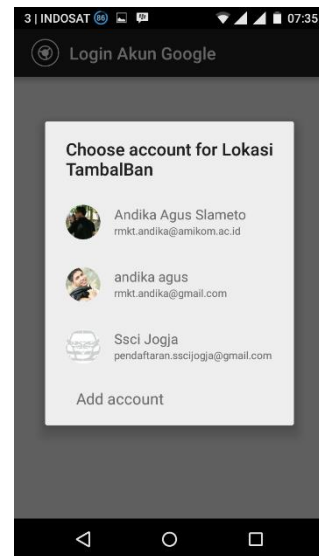 3 | INDOSAT 86 07:35
Login Akun Google
Choose account for Lokasi
TambalBan
Andika Agus Slameto
rmkt.andika@amikom.ac.id
andika agus
rmkt.andika@gmail.com
Ssci Jogja
pendaftaran.sscijogja@gmail.com
Add account